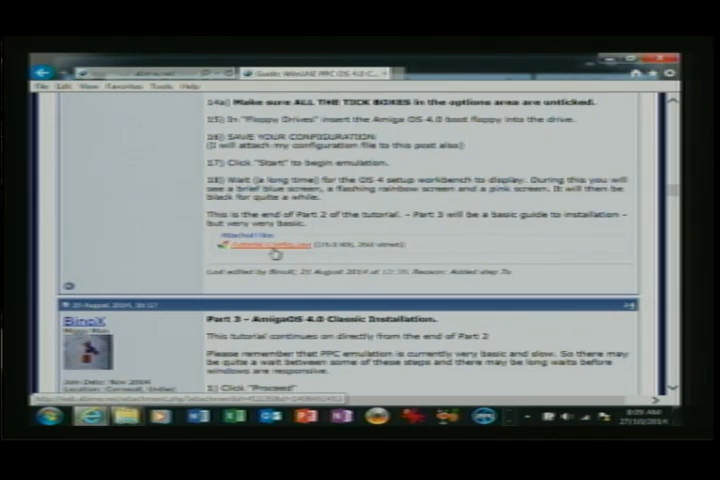 Guide: WinUAE PPC OS 4.0 C...
File Edit View Favorites Tools Help
14a) Make sure ALL THE TICK BOXES in the options area are unticked.
15) In "Floppy Drives" insert the Amiga OS 4.0 boot floppy into the drive.
16) SAVE YOUR CONFIGURATION
(I will attach my configuration file to this post also)
17) Click "Start" to begin emulation.
18) Wait (a long time) for the OS 4 setup workbench to display. During this you will
see a brief blue screen, a flashing rainbow screen and a pink screen. It will then be
black for quite a while.
This is the end of Part 2 of the tutorial. - Part 3 will be a basic guide to installation -
but very very basic.
Attached Files
Last edited by BinoX; 25 August 2014 at Reason: Added step 7b
25 August 2014,
BinoX
Part 3 - AmigaOS 4.0 Classic Installation.
This tutorial continues on directly from the end of Part 2
Please remember that PPC emulation is currently very basic and slow. So there may
be quite a wait between some of these steps and there may be long waits before
windows are responsive.
Join Date: Nov
Location: Cornwall, United
1) Click "Proceed"
8:09 AM